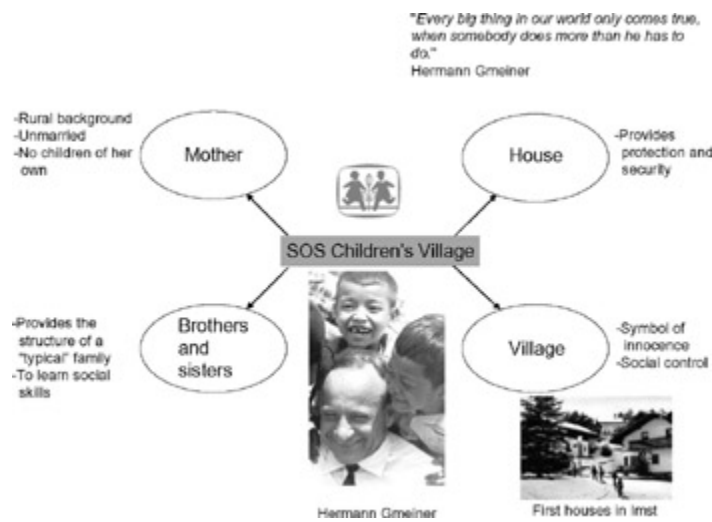 "Every big thing in our world only comes true,
when somebody does more than he has to
do."
Hermann Gmeiner
-Rural background
-Unmarried
-No children of her
own
Mother
House
-Provides
protection and
security
SOS Children's Village
-Provides the
structure of a
"typical" family
-To learn social
skills
Brothers
and
sisters
Village
-Symbol of
innocence
-Social control
Hermann Gmeiner
First houses in Imst